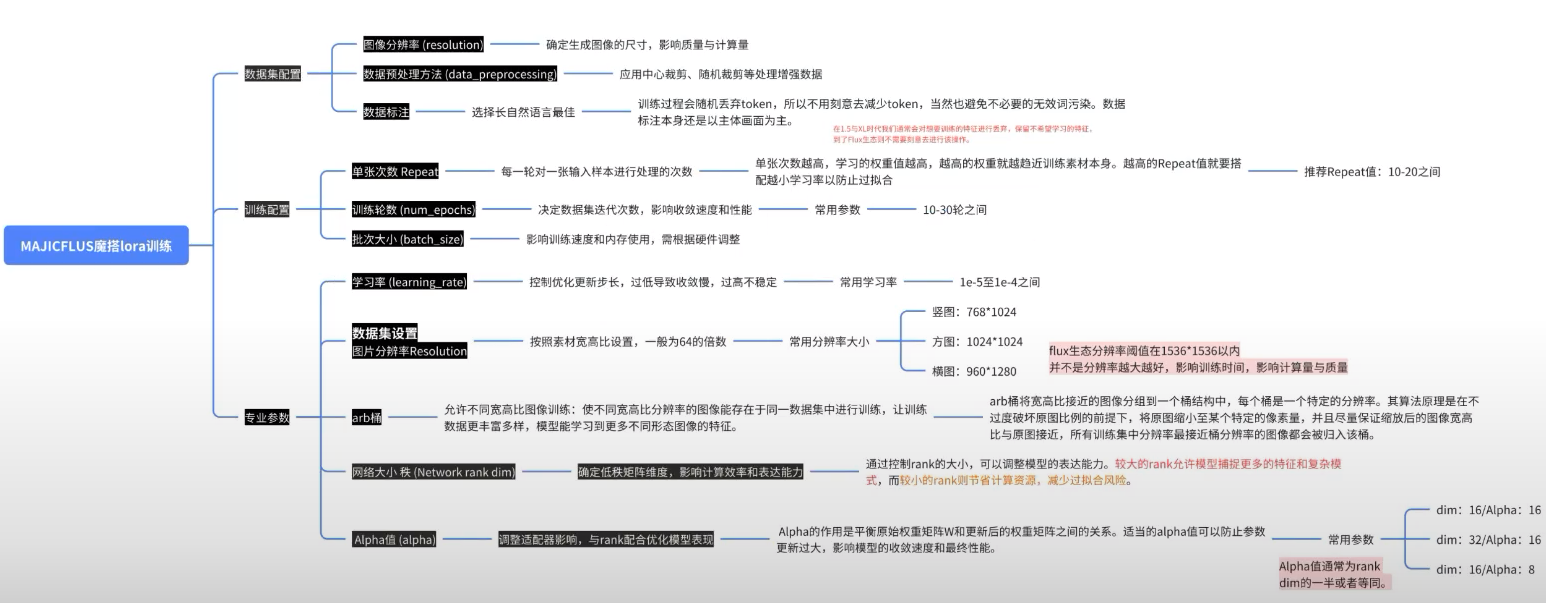 MAJICFLUS魔搭lora训练
数据集配置
图像分辨率 (resolution)
确定生成图像的尺寸，影响质量与计算量
数据预处理方法 (data_preprocessing)
应用中心裁剪、随机裁剪等处理增强数据
数据标注
选择长自然语言最佳
训练过程会随机丢弃token，所以不用刻意去减少token，当然也避免不必要的无效词污染。数据
标注本身还是以主体画面为主。
在1.5与XL时代我们通常会对想要训练的特征进行丢弃，保留不希望学习的特征，
到了Flux生态则不需要刻意去进行该操作。
训练配置
单张次数 Repeat
每一轮对一张输入样本进行处理的次数
单张次数越高，学习的权重值越高，越高的权重就越趋近训练素材本身。越高的Repeat值就要搭
配越小学习率以防止过拟合
推荐Repeat值：10-20之间
训练轮数 (num_epochs)
决定数据集迭代次数，影响收敛速度和性能
常用参数
10-30轮之间
批次大小 (batch_size)
影响训练速度和内存使用，需根据硬件调整
专业参数
学习率 (learning_rate)
控制优化更新步长，过低导致收敛慢，过高不稳定
常用学习率
1e-5至1e-4之间
数据集设置
图片分辨率Resolution
按照素材宽高比设置，一般为64的倍数
常用分辨率大小
竖图：768*1024
方图：1024*1024
横图：960*1280
flux生态分辨率阈值在1536*1536以内
并不是分辨率越大越好，影响训练时间，影响计算量与质量
arb桶
允许不同宽高比图像训练：使不同宽高比分辨率的图像能存在于同一数据集中进行训练，让训练
数据更丰富多样，模型能学习到更多不同形态图像的特征。
arb桶将宽高比接近的图像分组到一个桶结构中，每个桶是一个特定的分辨率。其算法原理是在不
过度破坏原图比例的前提下，将原图缩小至某个特定的像素量，并且尽量保证缩放后的图像宽高
比与原图接近，所有训练集中分辨率最接近桶分辨率的图像都会被归入该桶。
网络大小 秩 (Network rank dim)
确定低秩矩阵维度，影响计算效率和表达能力
通过控制rank的大小，可以调整模型的表达能力。较大的rank允许模型捕捉更多的特征和复杂模
式，而较小的rank则节省计算资源，减少过拟合风险。
Alpha值 (alpha)
调整适配器影响，与rank配合优化模型表现
Alpha的作用是平衡原始权重矩阵W和更新后的权重矩阵之间的关系。适当的alpha值可以防止参数
更新过大，影响模型的收敛速度和最终性能。
常用参数
dim：16/Alpha：16
dim：32/Alpha：16
dim：16/Alpha：8
Alpha值通常为rank
dim的一半或者等同。